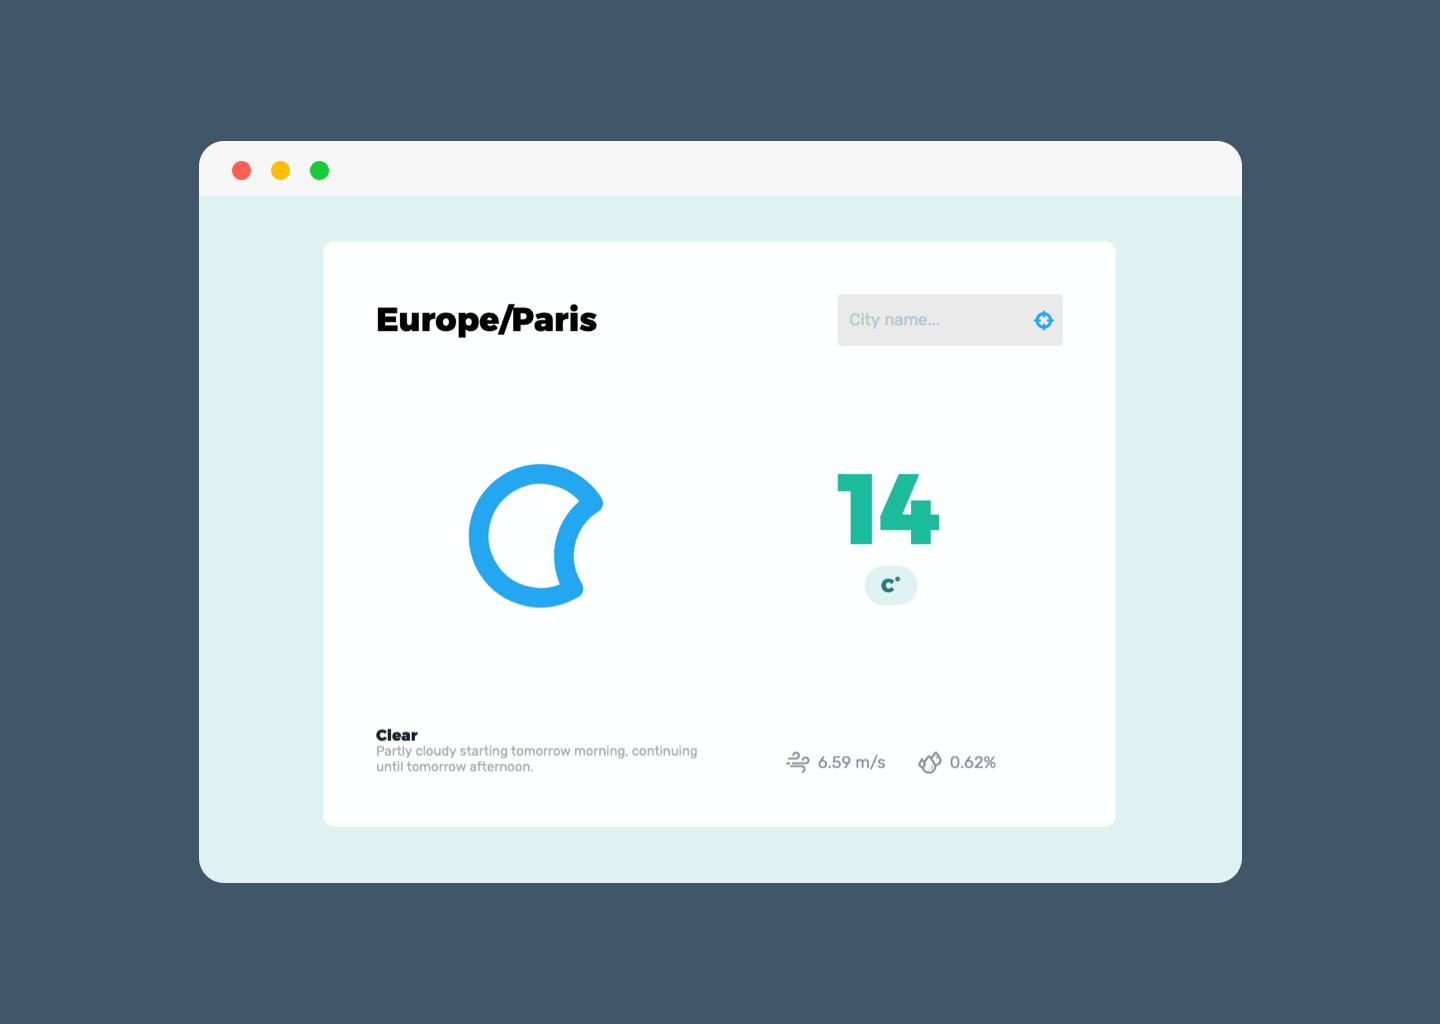 Europe/Paris
City name...
14
C°
Clear
Partly cloudy starting tomorrow morning, continuing
until tomorrow afternoon.
6.59 m/s
0.62%